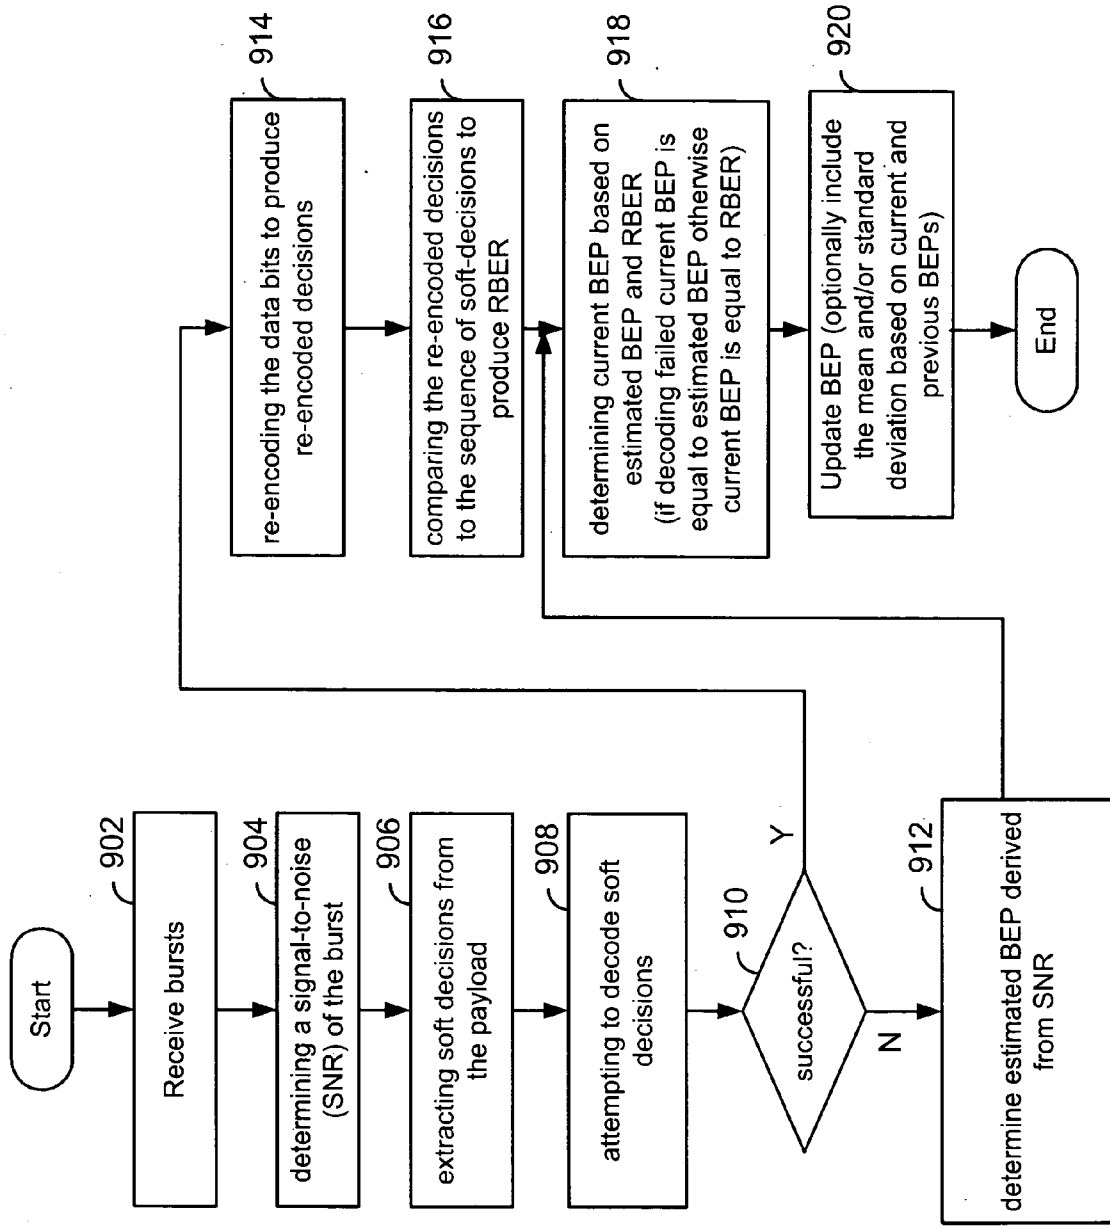 Start
902
Receive bursts
904
determining a signal-to-noise
(SNR) of the burst
906
extracting soft decisions from
the payload
908
attempting to decode soft
decisions
910
successful?
Y
N
912
determine estimated BEP derived
from SNR
914
re-encoding the data bits to produce
re-encoded decisions
916
comparing the re-encoded decisions
to the sequence of soft-decisions to
produce RBER
918
determining current BEP based on
estimated BEP and RBER
(if decoding failed current BEP is
equal to estimated BEP otherwise
current BEP is equal to RBER)
920
Update BEP (optionally include
the mean and/or standard
deviation based on current and
previous BEPs)
End